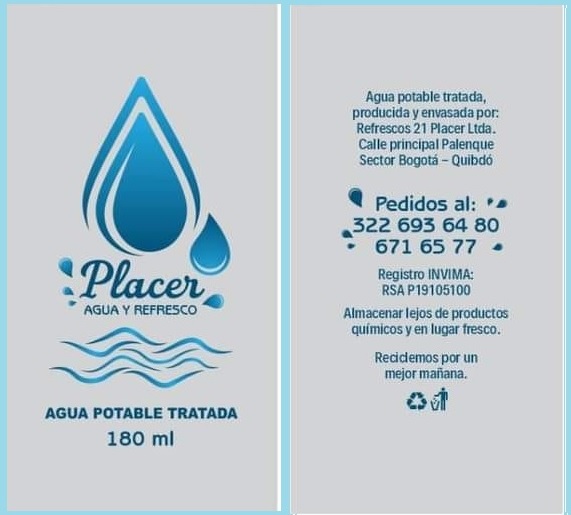 Placer
AGUA Y REFRESCO
AGUA POTABLE TRATADA
180 ml
Agua potable tratada,
producida y envasada por:
Refrescos 21 Placer Ltda.
Calle principal Palenque
Sector Bogotá – Quibdó
Pedidos al:
322 693 64 80
671 65 77
Registro INVIMA:
RSA P19105100
Almacenar lejos de productos
químicos y en lugar fresco.
Reciclemos por un
mejor mañana.